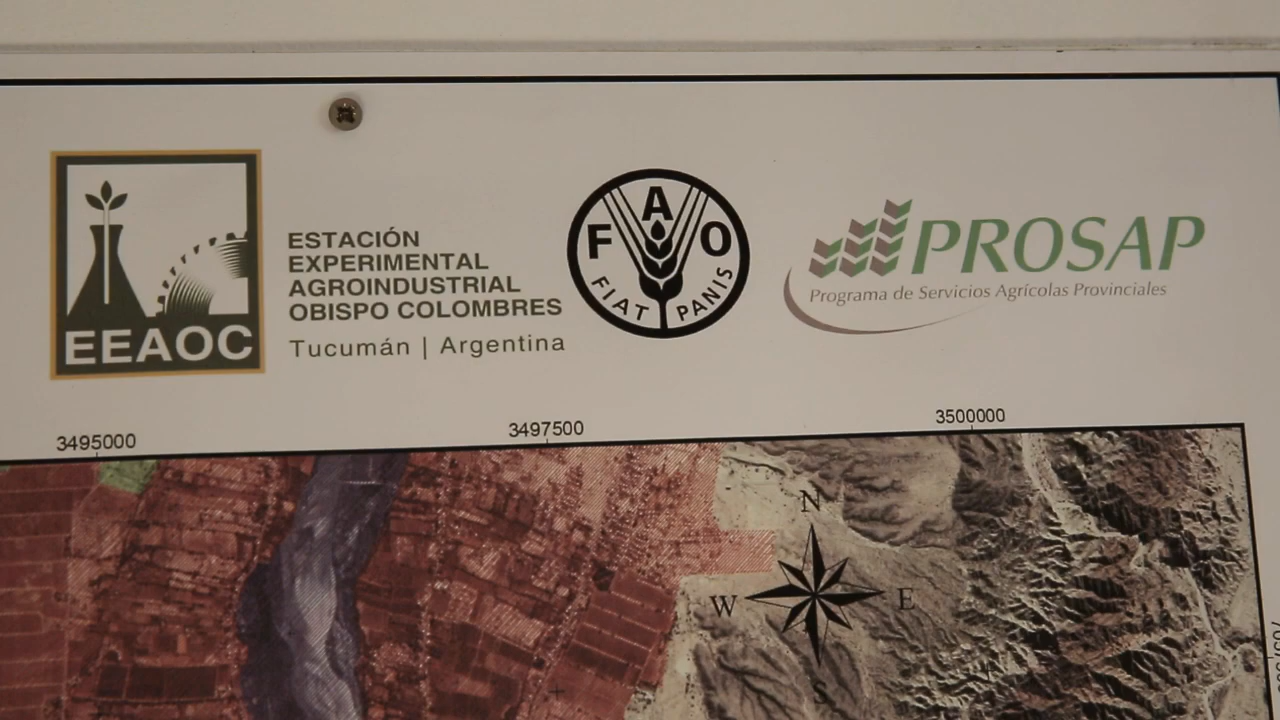 EEAOC
ESTACIÓN
EXPERIMENTAL
AGROINDUSTRIAL
OBISPO COLOMBRES
Tucumán | Argentina
F A O
FIAT PANIS
PROSAP
Programa de Servicios Agrícolas Provinciales
3495000
3497500
3500000
N
W E
S